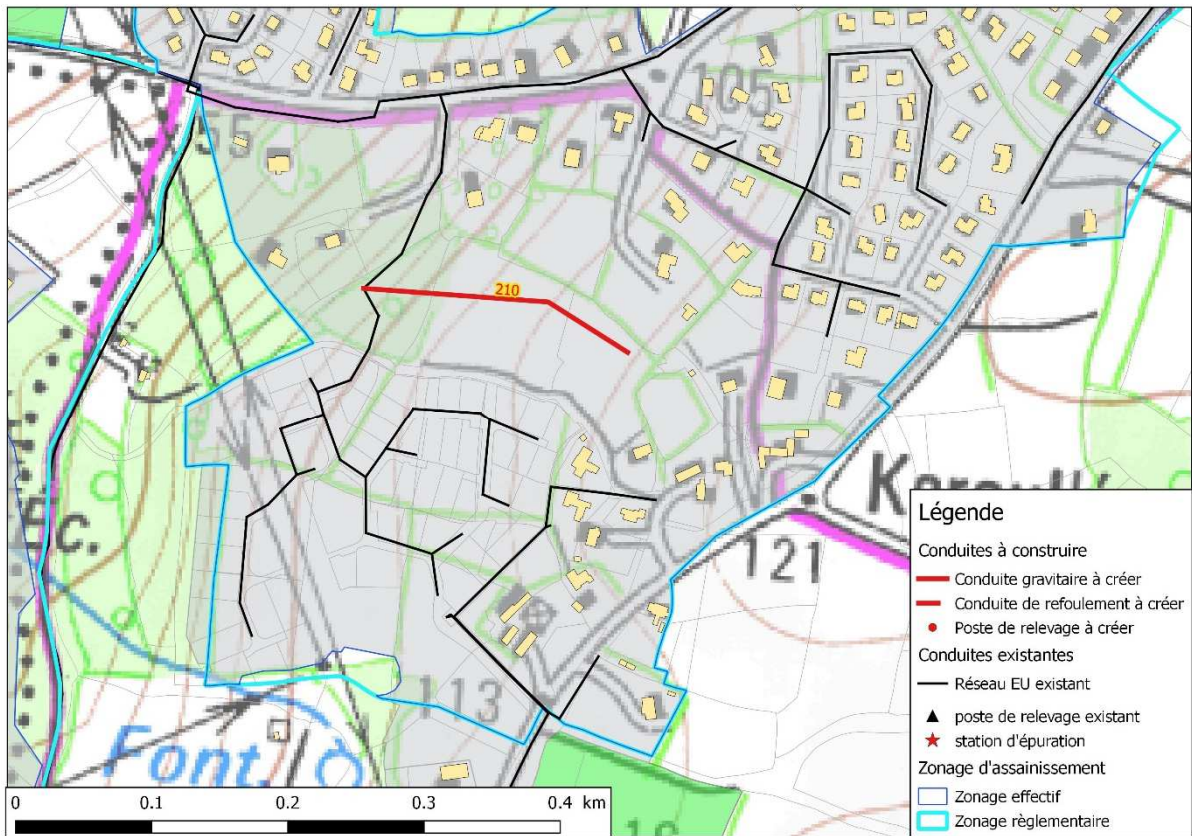 105
55
210
Ec.
121
113
Font.
18
Légende
Conduites à construire
Conduite gravitaire à créer
Conduite de refoulement à créer
Poste de relevage à créer
Conduites existantes
Réseau EU existant
poste de relevage existant
station d'épuration
Zonage d'assainissement
Zonage effectif
Zonage règlementaire
0 0.1 0.2 0.3 0.4 km